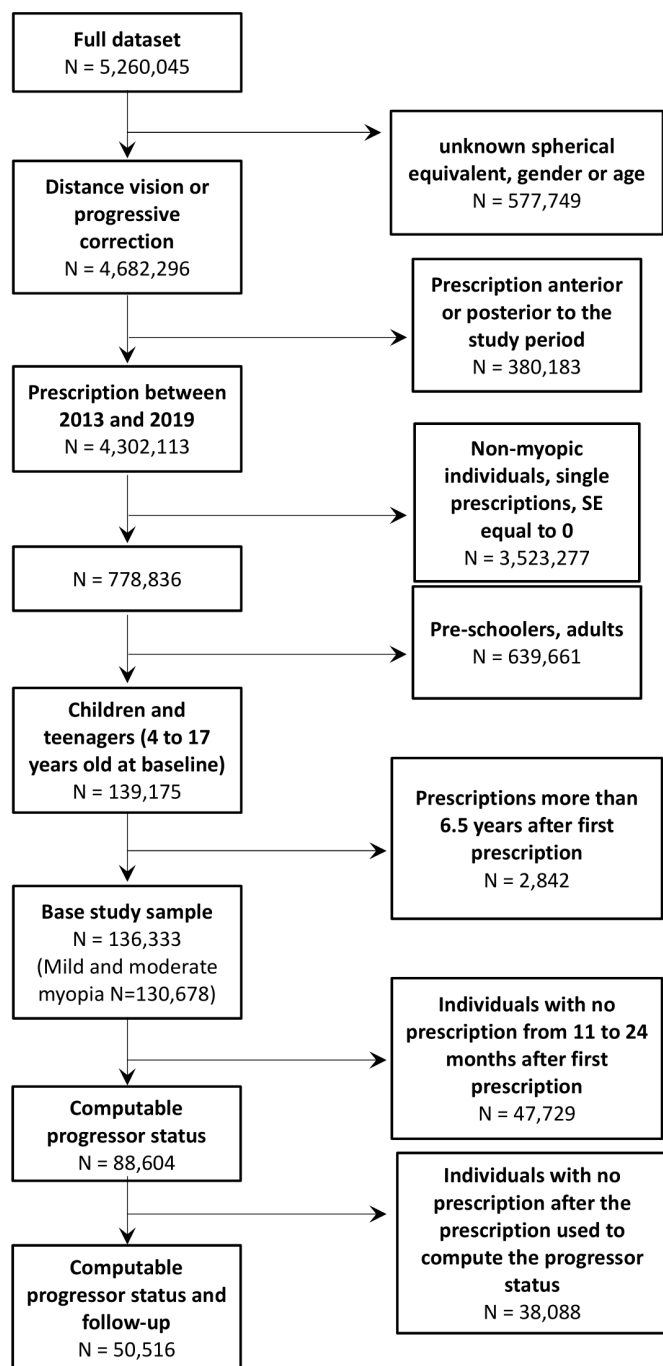 Full dataset
N = 5,260,045
unknown spherical
equivalent, gender or age
N = 577,749
Distance vision or
progressive
correction
N = 4,682,296
Prescription anterior
or posterior to the
study period
N = 380,183
Prescription between
2013 and 2019
N = 4,302,113
Non-myopic
individuals, single
prescriptions, SE
equal to 0
N = 3,523,277
N = 778,836
Pre-schoolers, adults
N = 639,661
Children and
teenagers (4 to 17
years old at baseline)
N = 139,175
Prescriptions more than
6.5 years after first
prescription
N = 2,842
Base study sample
N = 136,333
(Mild and moderate
myopia N=130,678)
Individuals with no
prescription from 11 to 24
months after first
prescription
N = 47,729
Computable
progressor status
N = 88,604
Individuals with no
prescription after the
prescription used to
compute the progressor
status
N = 38,088
Computable
progressor status and
follow-up
N = 50,516